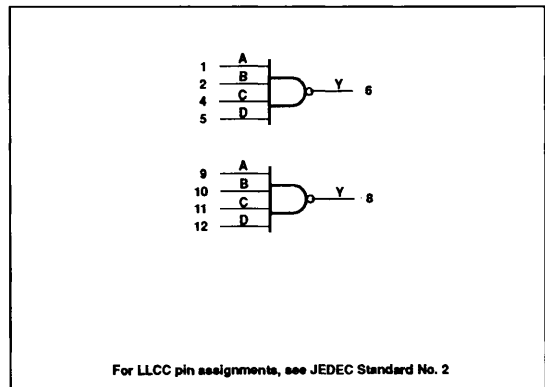 1 A
2 B Y 6
4 C
5 D
9 A
10 B Y 8
11 C
12 D
For LLCC pin assignments, see JEDEC Standard No. 2